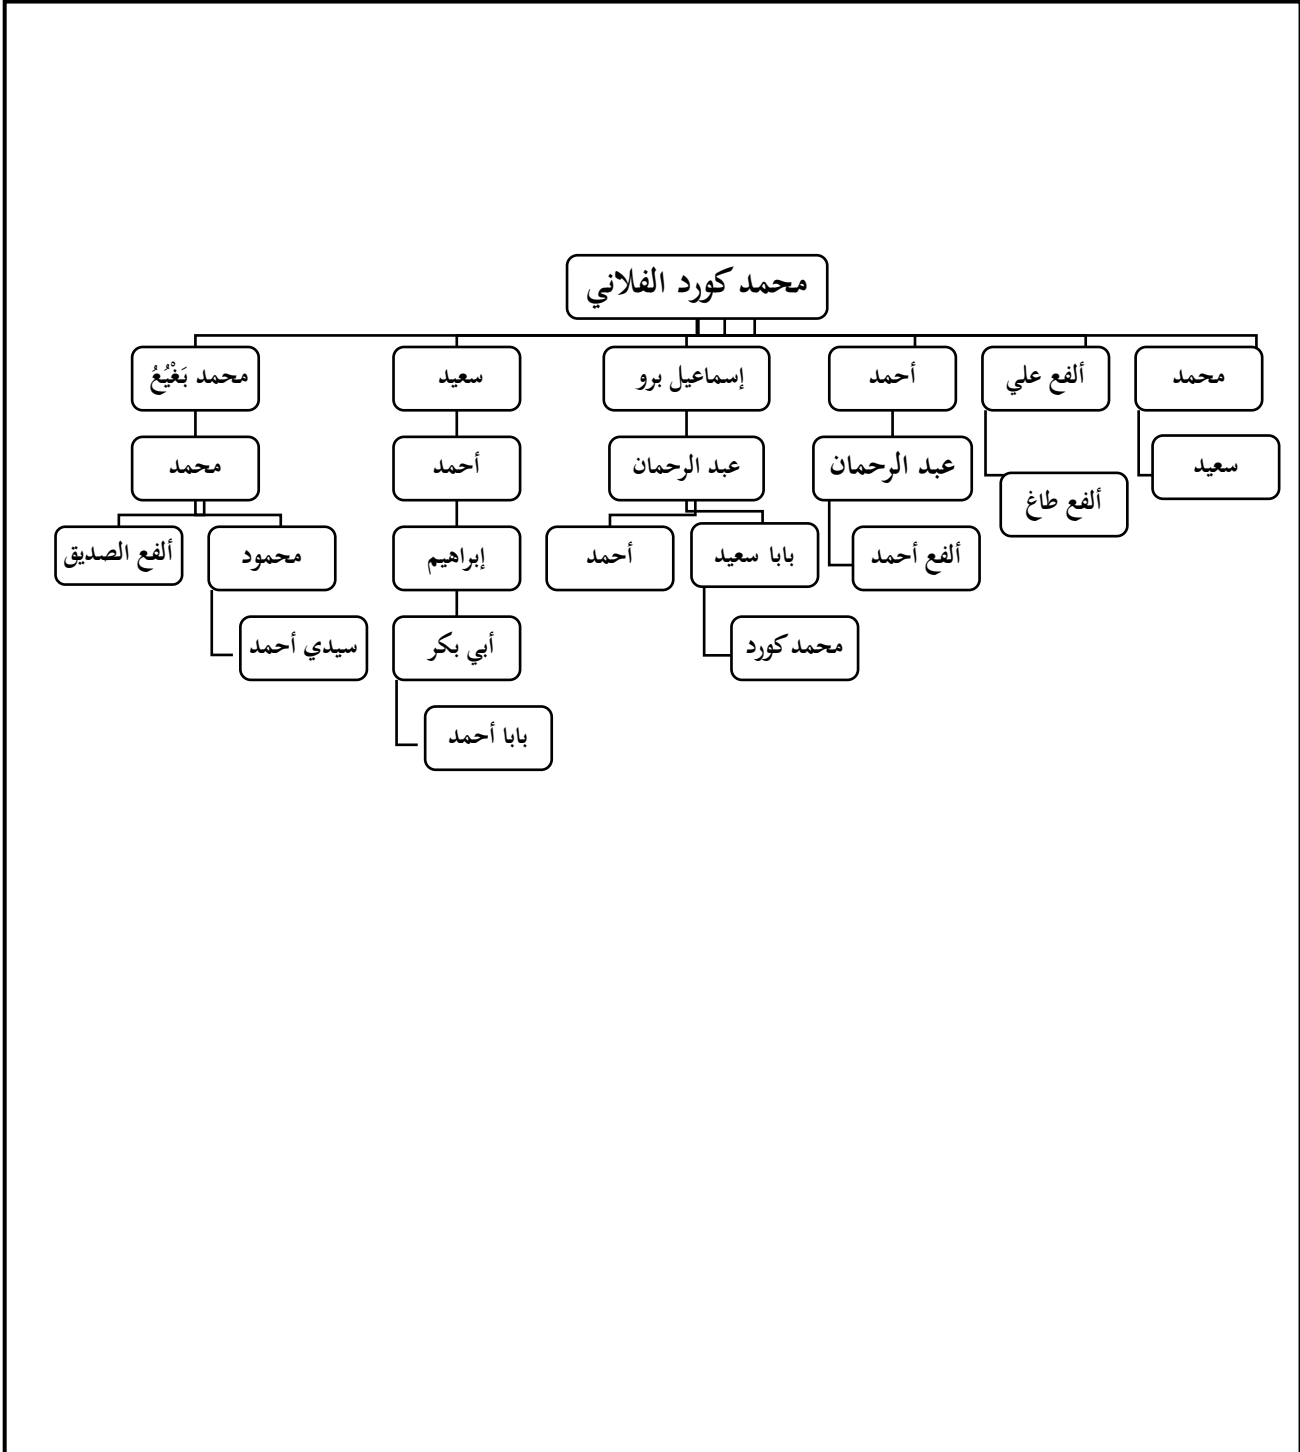 محمد كورد الفلاني
محمد
ألفع علي
أحمد
إسماعيل برو
سعيد
محمد بَغْيُعُ
سعيد
ألفع طاغ
عبد الرحمان
عبد الرحمان
أحمد
محمد
ألفع أحمد
بابا سعيد
أحمد
إبراهيم
محمود
ألفع الصديق
محمد كورد
أبي بكر
سيدي أحمد
بابا أحمد